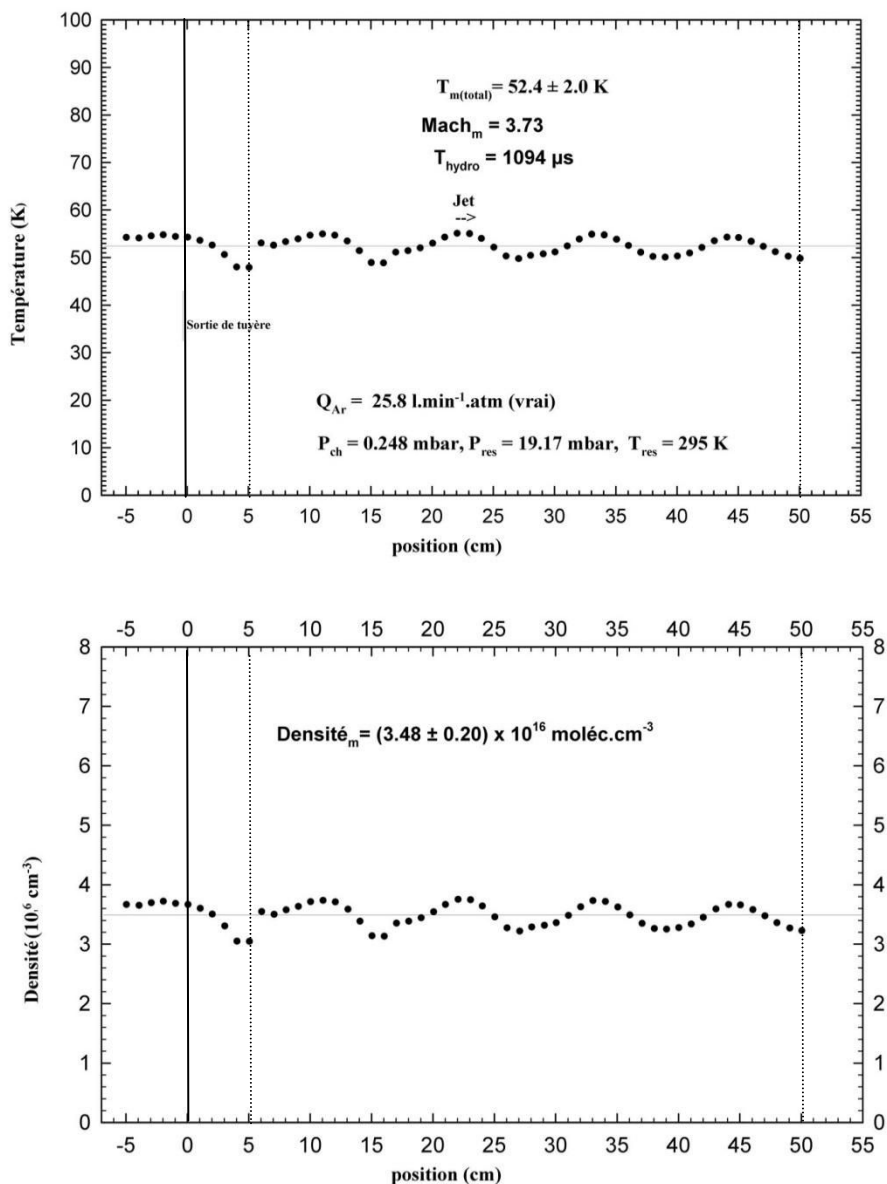 100
90
80
70
60
50
40
30
20
10
0
Température (K)
T_m(total) = 52.4 ± 2.0 K
Mach_m = 3.73
T_hydro = 1094 µs
Jet
-->
Sortie de tuyère
Q_Ar = 25.8 l.min⁻¹.atm (vrai)
P_ch = 0.248 mbar, P_res = 19.17 mbar, T_res = 295 K
-5 0 5 10 15 20 25 30 35 40 45 50 55
position (cm)
-5 0 5 10 15 20 25 30 35 40 45 50 55
8 8
7 7
6 6
5 5
4 4
3 3
2 2
1 1
0 0
Densité (10⁶ cm⁻³)
Densité_m = (3.48 ± 0.20) x 10¹⁶ moléc.cm⁻³
-5 0 5 10 15 20 25 30 35 40 45 50 55
position (cm)